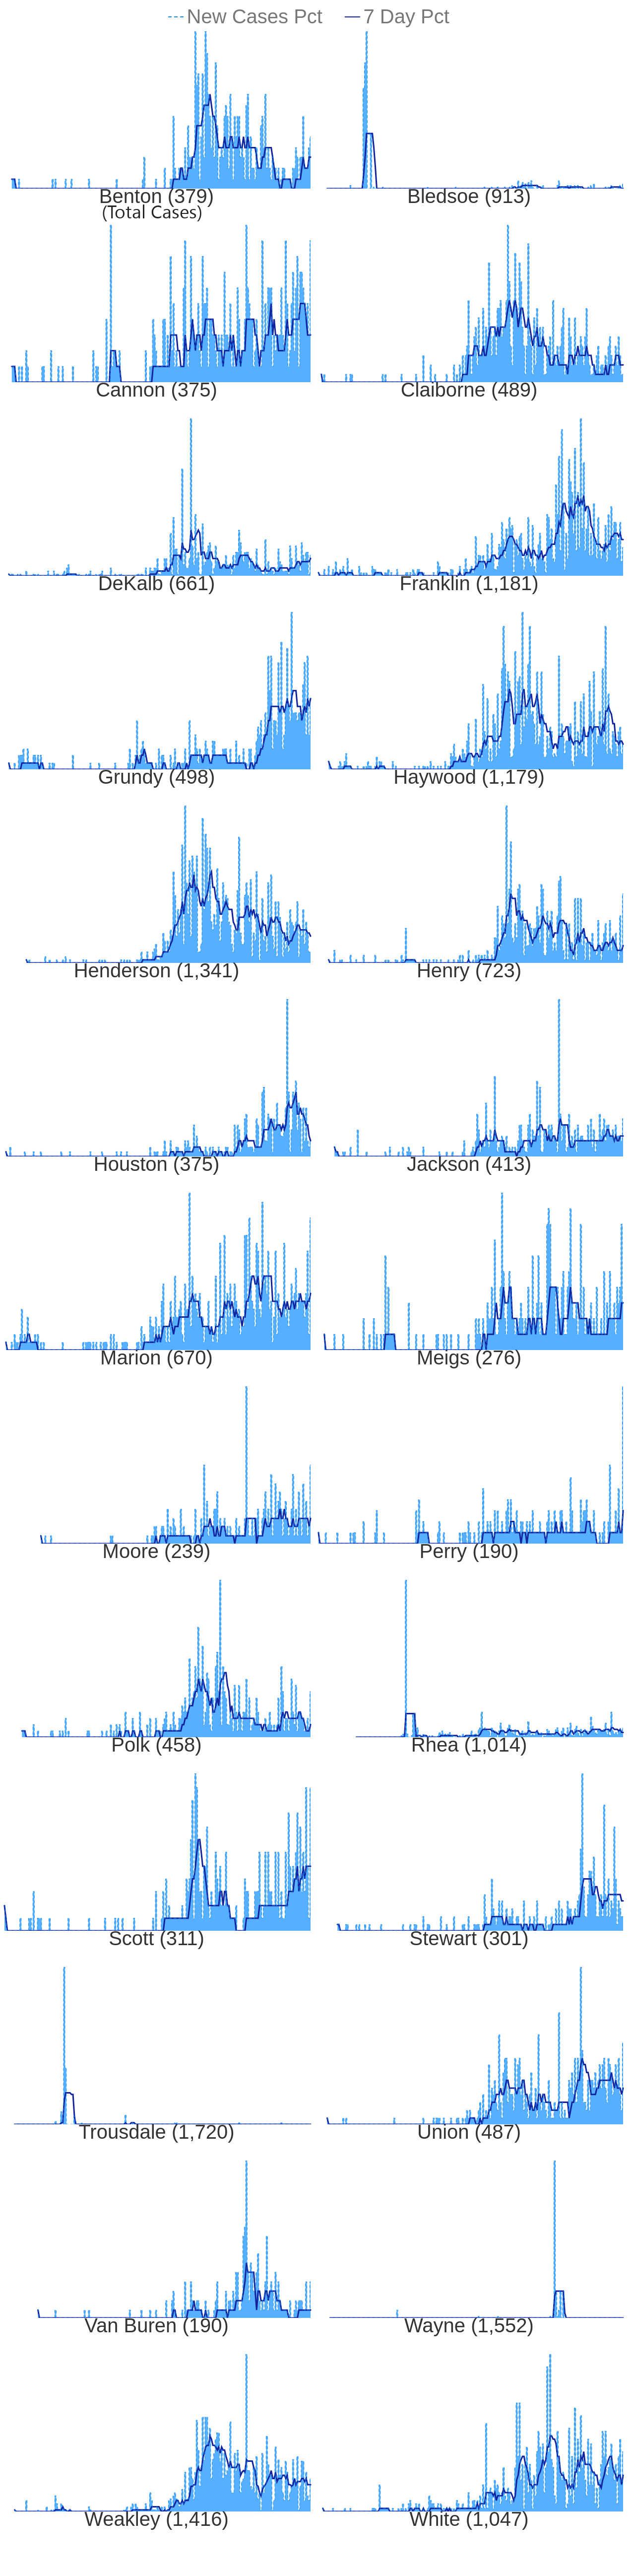 New Cases Pct 7 Day Pct
Benton (379) Bledsoe (913)
(Total Cases)
Cannon (375) Claiborne (489)
DeKalb (661) Franklin (1,181)
Grundy (498) Haywood (1,179)
Henderson (1,341) Henry (723)
Houston (375) Jackson (413)
Marion (670) Meigs (276)
Moore (239) Perry (190)
Polk (458) Rhea (1,014)
Scott (311) Stewart (301)
Trousdale (1,720) Union (487)
Van Buren (190) Wayne (1,552)
Weakley (1,416) White (1,047)